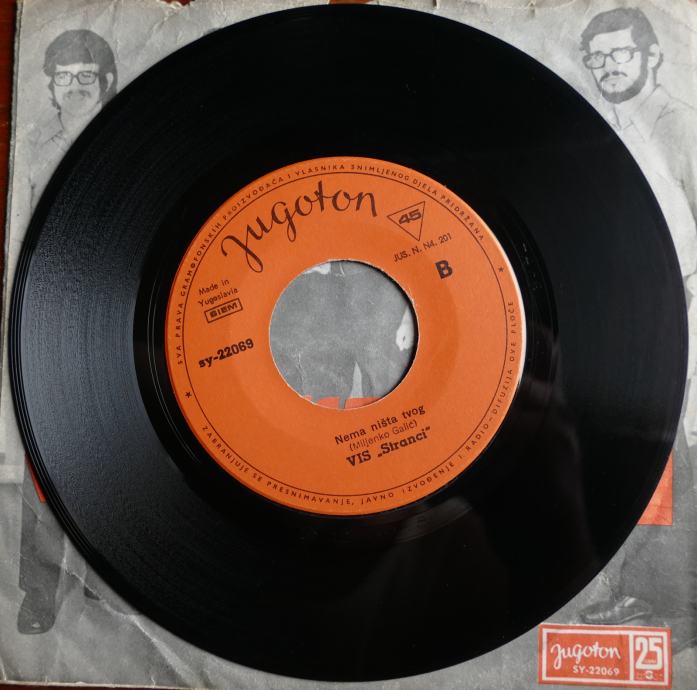 SVA PRAVA GRAMOFONSKIH PROIZVOĐAČA I VLASNIKA SNIMLJENOG DJELA PRIDRŽANA
Jugoton
45
JUS. N. N4. 201
B
Made in
Yugoslavia
BIEM
sy-22069
Nema ništa tvog
(Miljenko Galić)
VIS „Stranci"
ZABRANJUJE SE PRESNIMAVANJE, JAVNO IZVOĐENJE I RADIO-DIFUZIJA OVE PLOČE
Jugoton
SY-22069
25